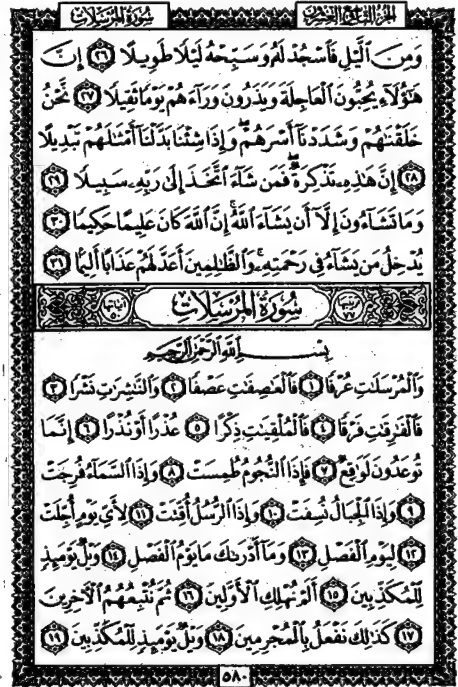 الجزء التاسع والعشرون سورة المرسلات
وَمِنَ ٱلَّيْلِ فَٱسْجُدْ لَهُۥ وَسَبِّحْهُ لَيْلًا طَوِيلًا ٢٦ إِنَّ
هَٰٓؤُلَآءِ يُحِبُّونَ ٱلْعَاجِلَةَ وَيَذَرُونَ وَرَآءَهُمْ يَوْمًا ثَقِيلًا ٢٧ نَّحْنُ
خَلَقْنَٰهُمْ وَشَدَدْنَآ أَسْرَهُمْ ۖ وَإِذَا شِئْنَا بَدَّلْنَآ أَمْثَٰلَهُمْ تَبْدِيلًا
٢٨ إِنَّ هَٰذِهِۦ تَذْكِرَةٌ ۖ فَمَن شَآءَ ٱتَّخَذَ إِلَىٰ رَبِّهِۦ سَبِيلًا ٢٩
وَمَا تَشَآءُونَ إِلَّآ أَن يَشَآءَ ٱللَّهُ ۚ إِنَّ ٱللَّهَ كَانَ عَلِيمًا حَكِيمًا ٣٠
يُدْخِلُ مَن يَشَآءُ فِى رَحْمَتِهِۦ ۚ وَٱلظَّٰلِمِينَ أَعَدَّ لَهُمْ عَذَابًا أَلِيمًۢا ٣١
سورة المرسلات
بِسْمِ ٱللَّهِ ٱلرَّحْمَٰنِ ٱلرَّحِيمِ
وَٱلْمُرْسَلَٰتِ عُرْفًا ١ فَٱلْعَٰصِفَٰتِ عَصْفًا ٢ وَٱلنَّٰشِرَٰتِ نَشْرًا ٣
فَٱلْفَٰرِقَٰتِ فَرْقًا ٤ فَٱلْمُلْقِيَٰتِ ذِكْرًا ٥ عُذْرًا أَوْ نُذْرًا ٦ إِنَّمَا
تُوعَدُونَ لَوَٰقِعٌ ٧ فَإِذَا ٱلنُّجُومُ طُمِسَتْ ٨ وَإِذَا ٱلسَّمَآءُ فُرِجَتْ
٩ وَإِذَا ٱلْجِبَالُ نُسِفَتْ ١٠ وَإِذَا ٱلرُّسُلُ أُقِّتَتْ ١١ لِأَىِّ يَوْمٍ أُجِّلَتْ
١٢ لِيَوْمِ ٱلْفَصْلِ ١٣ وَمَآ أَدْرَىٰكَ مَا يَوْمُ ٱلْفَصْلِ ١٤ وَيْلٌ يَوْمَئِذٍ
لِّلْمُكَذِّبِينَ ١٥ أَلَمْ نُهْلِكِ ٱلْأَوَّلِينَ ١٦ ثُمَّ نُتْبِعُهُمُ ٱلْءَاخِرِينَ
١٧ كَذَٰلِكَ نَفْعَلُ بِٱلْمُجْرِمِينَ ١٨ وَيْلٌ يَوْمَئِذٍ لِّلْمُكَذِّبِينَ ١٩
٥٨٠